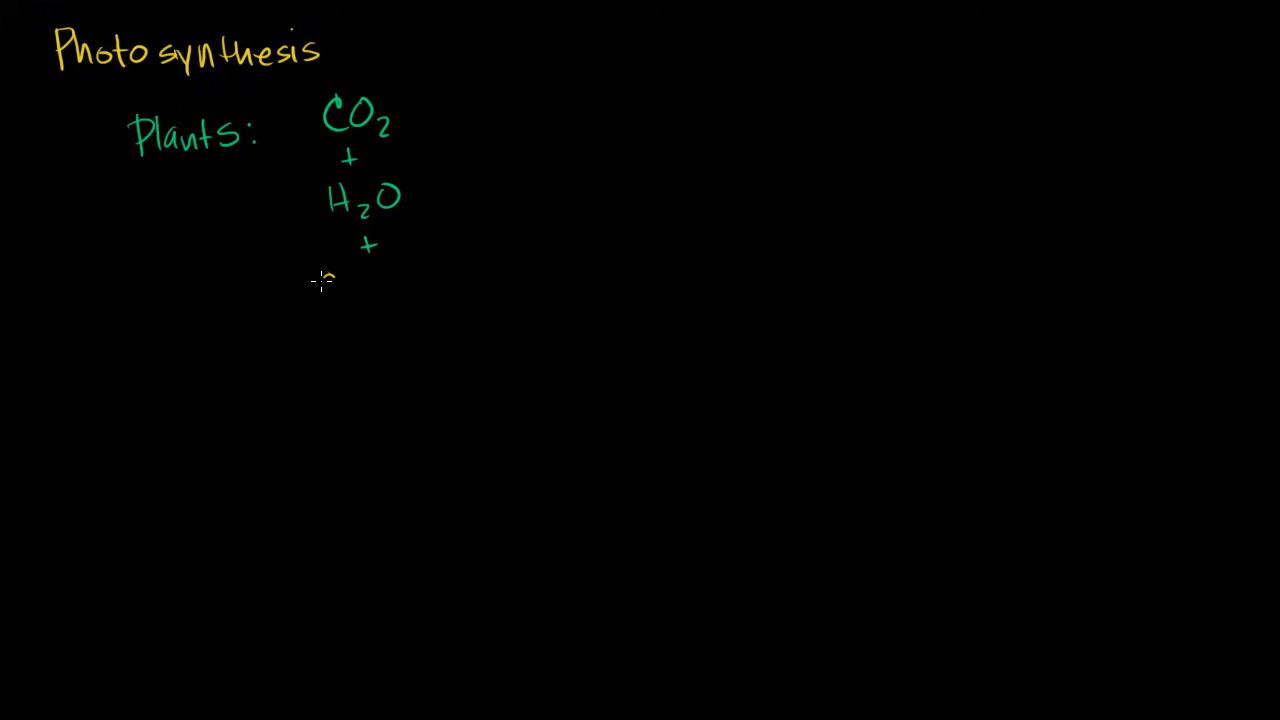 Photosynthesis
Plants: CO₂
+
H₂O
+